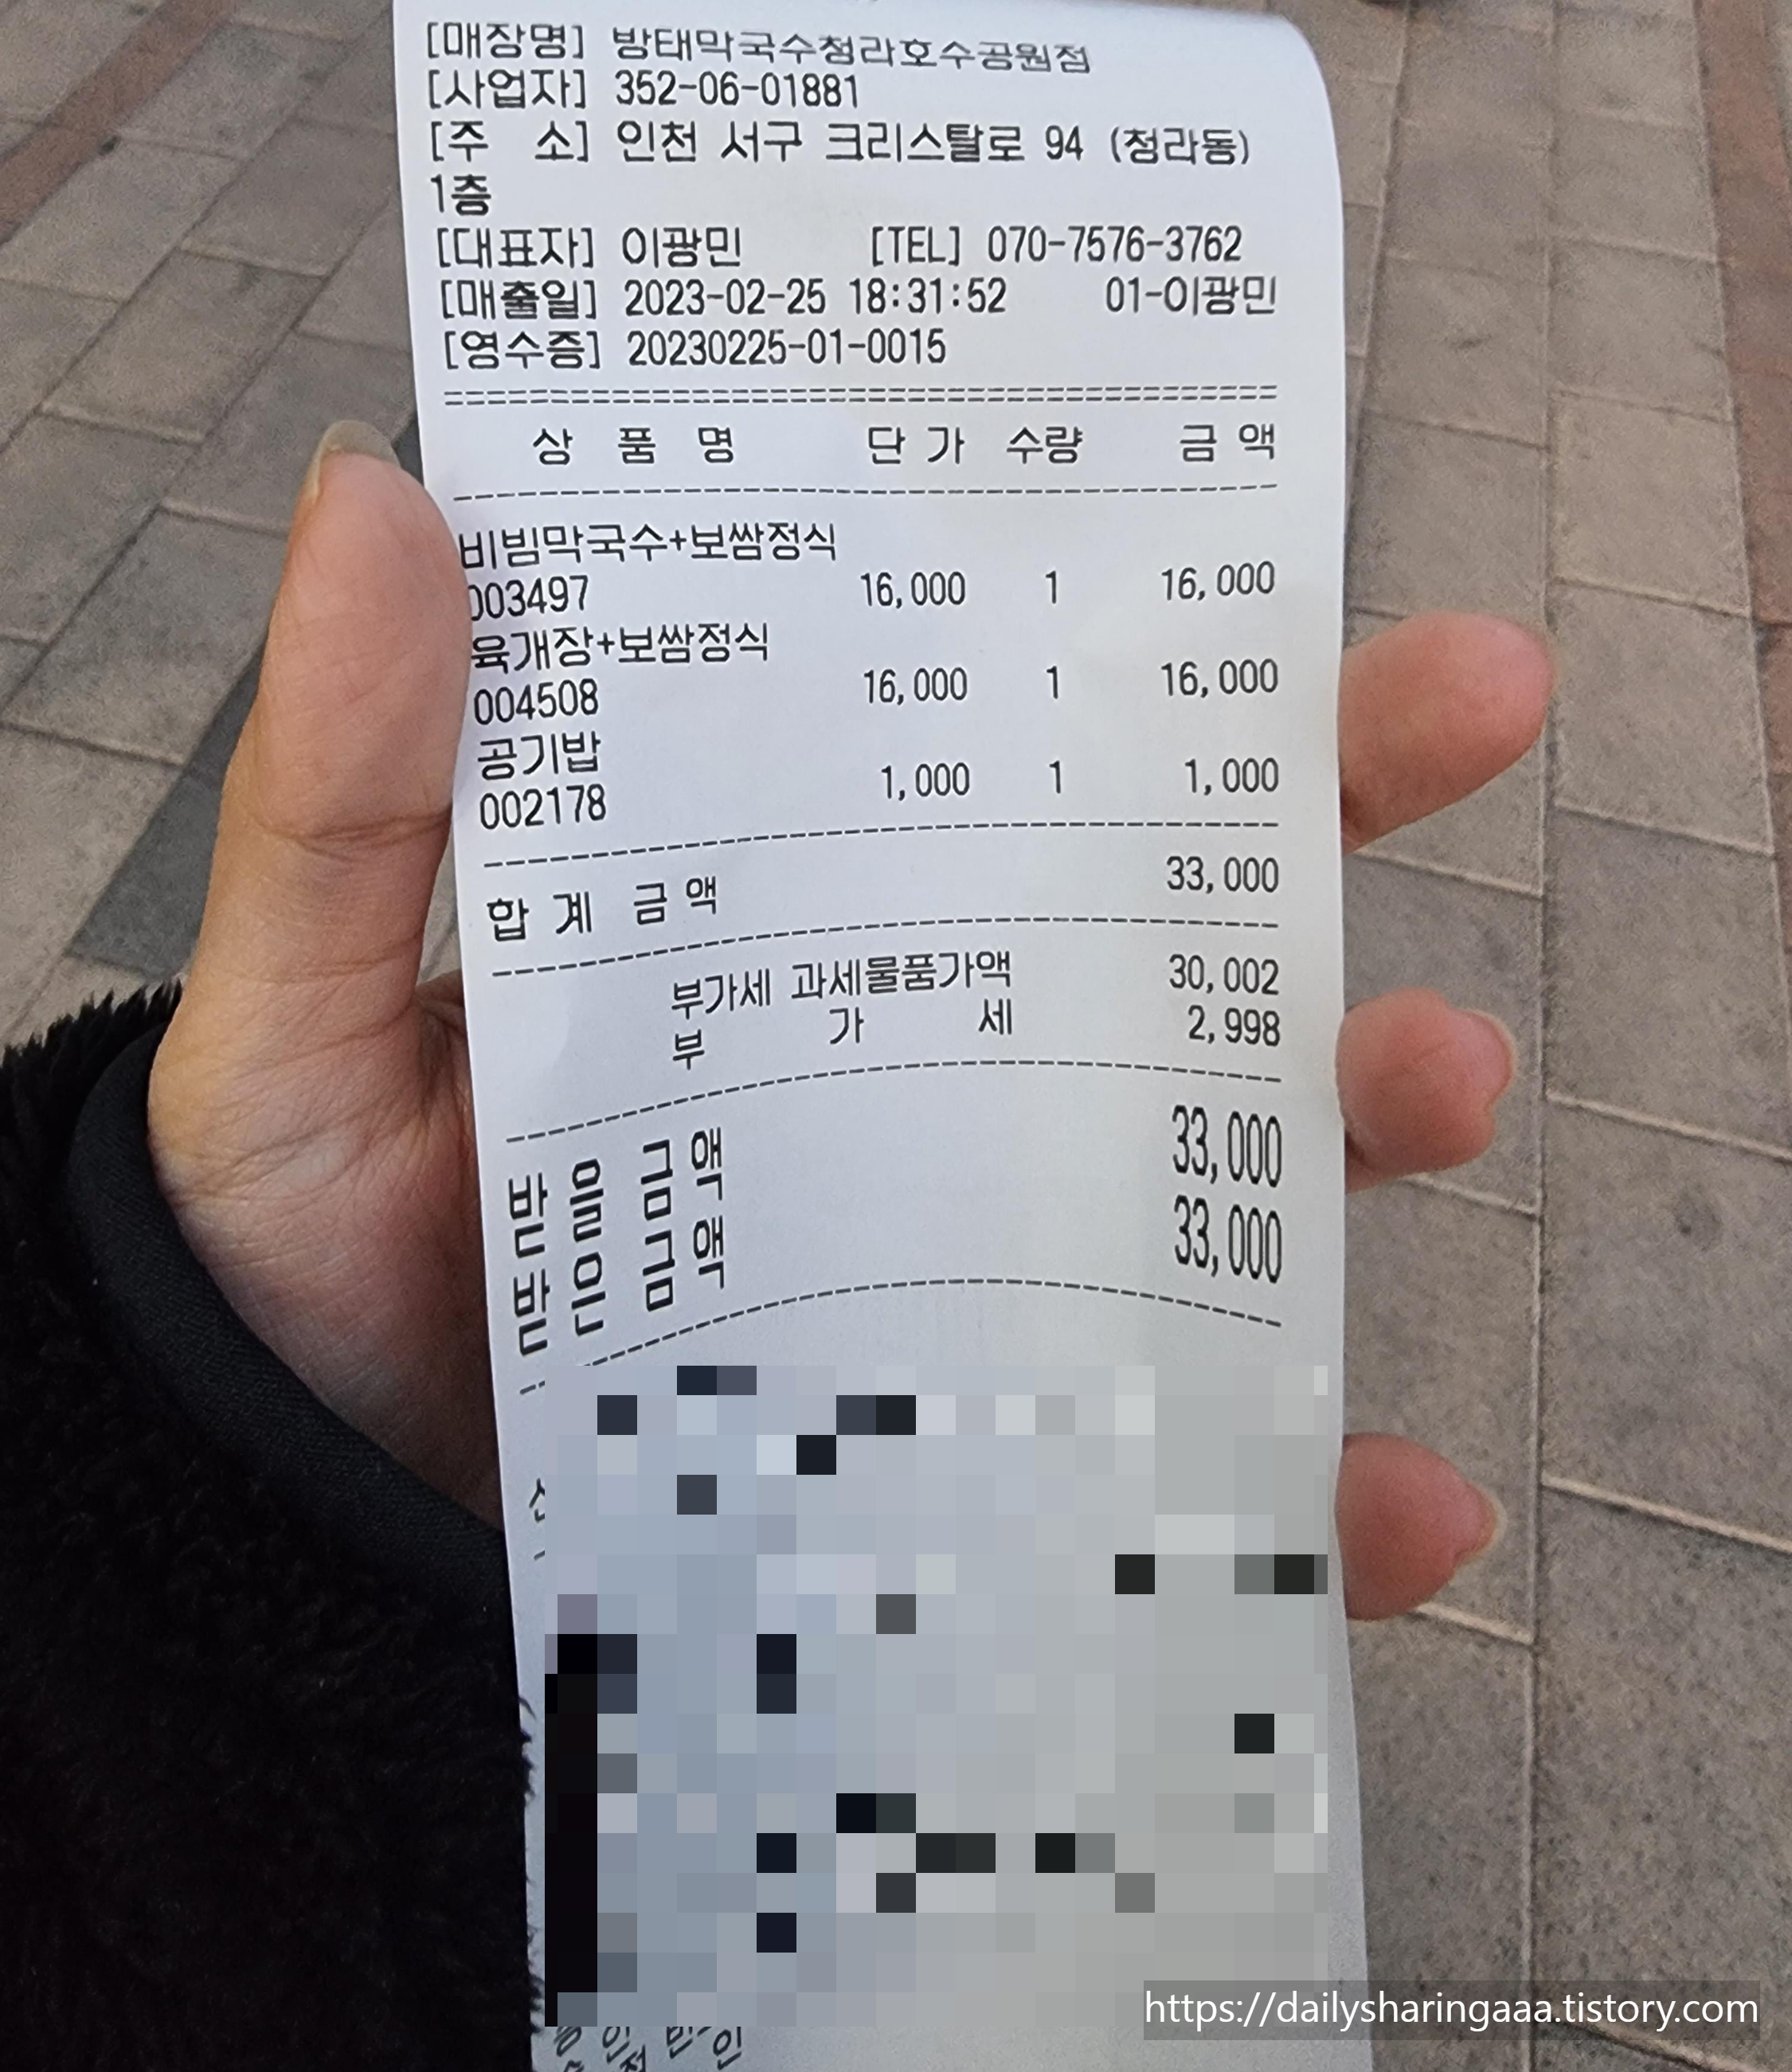 [매장명] 방태막국수청라호수공원점
[사업자] 352-06-01881
[주 소] 인천 서구 크리스탈로 94 (청라동)
1층
[대표자] 이광민 [TEL] 070-7576-3762
[매출일] 2023-02-25 18:31:52 01-이광민
[영수증] 20230225-01-0015
상 품 명 단 가 수량 금 액
비빔막국수+보쌈정식
003497 16,000 1 16,000
육개장+보쌈정식
004508 16,000 1 16,000
공기밥
002178 1,000 1 1,000
합 계 금 액 33,000
부가세 과세물품가액 30,002
부 가 세 2,998
받 을 금 액 33,000
받 은 금 액 33,000
https://dailysharingaaa.tistory.com